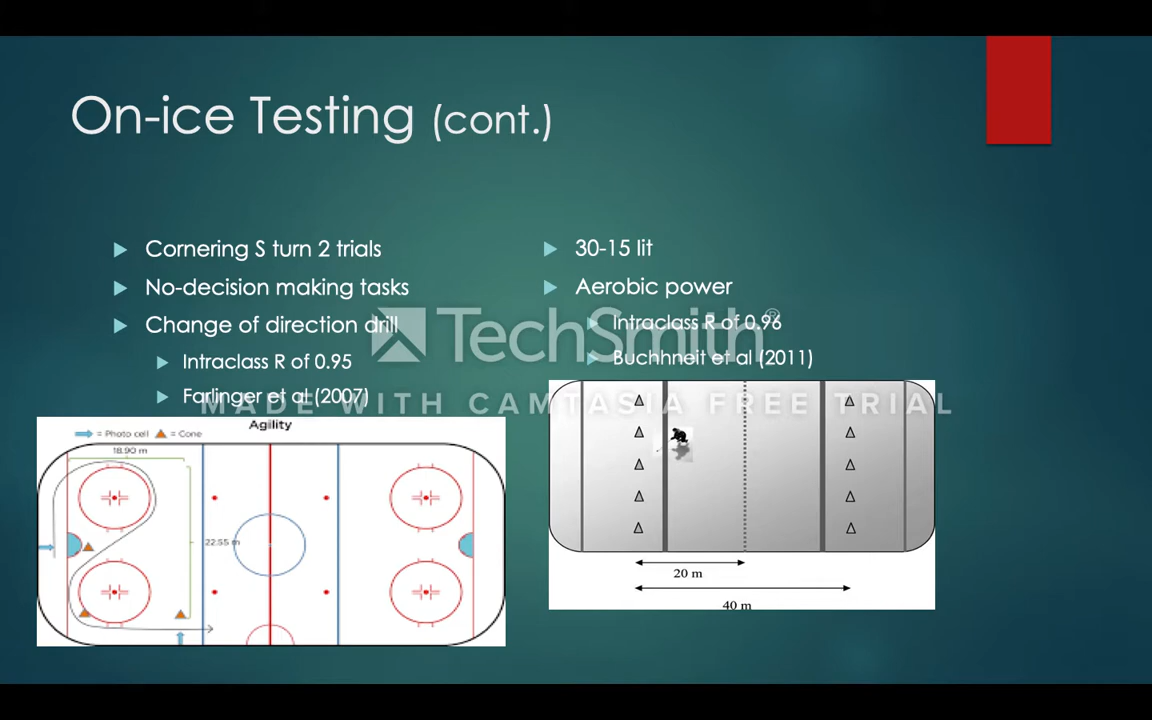 On-ice Testing (cont.)
Cornering S turn 2 trials
No-decision making tasks
Change of direction drill
Intraclass R of 0.95
Farlinger et al (2007)
30-15 lit
Aerobic power
Intraclass R of 0.96
Buchhneit et al (2011)
TechSmith®
MADE WITH CAMTASIA FREE TRIAL
Agility
= Photo cell = Cone
18.90 m
22.55 m
20 m
40 m